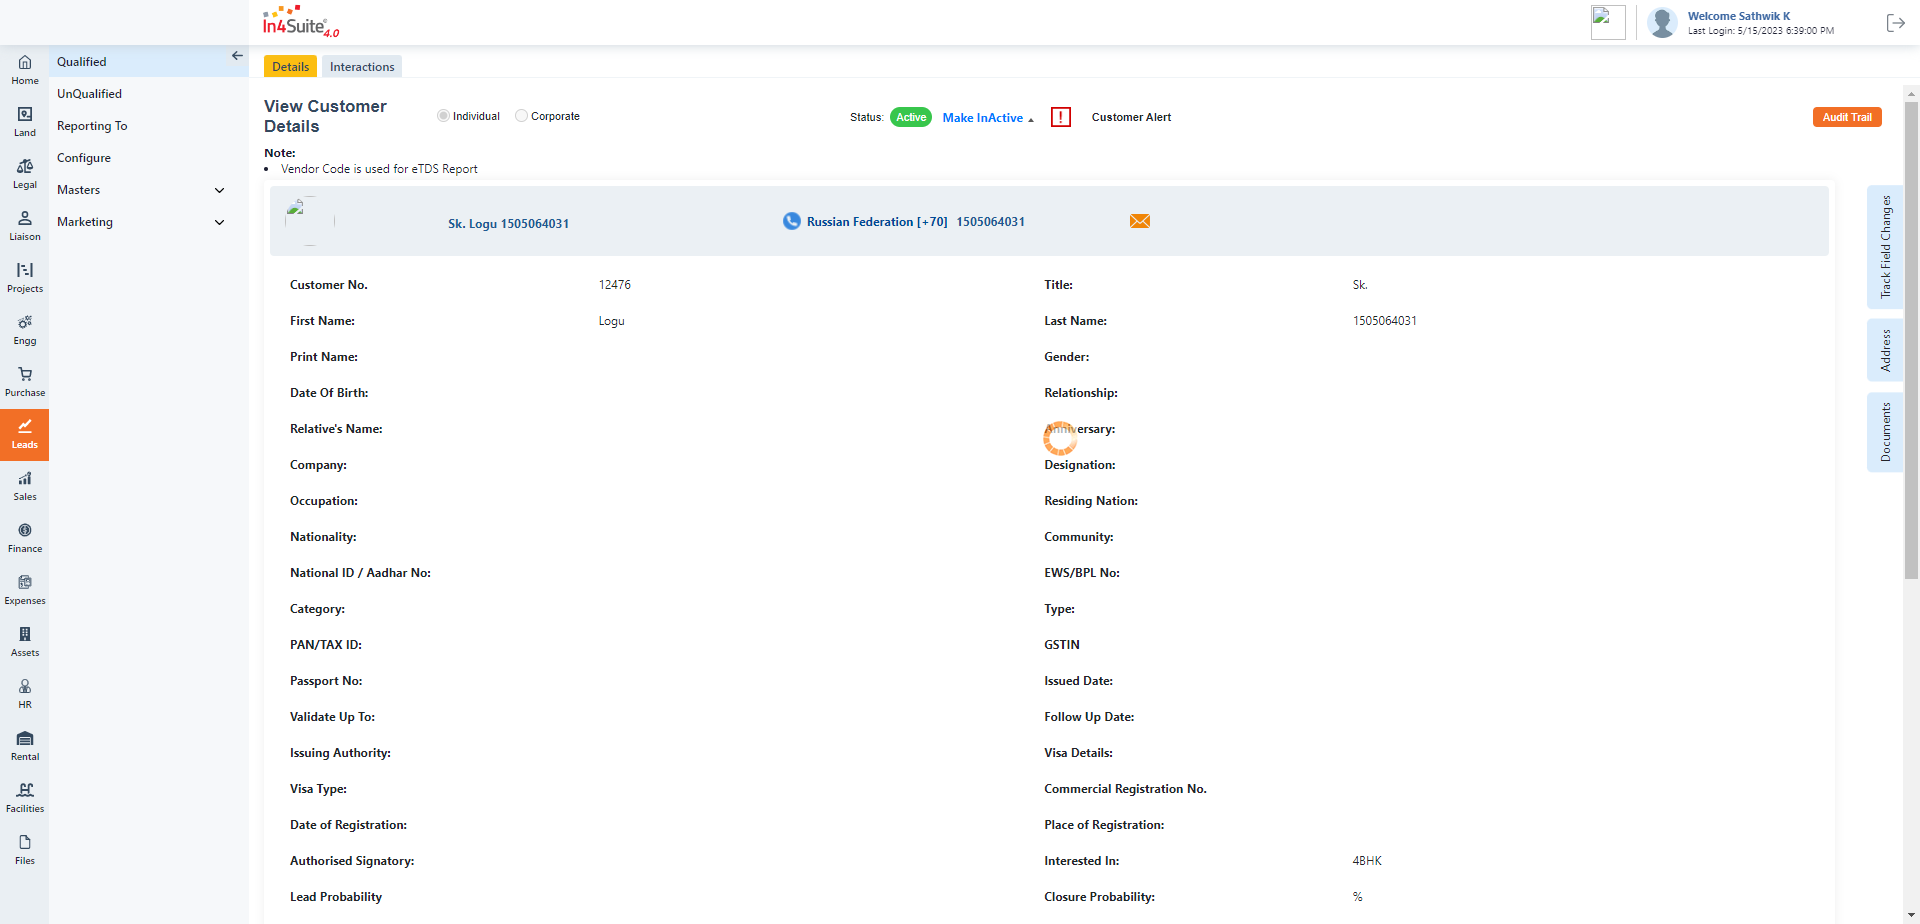 In4Suite® 4.0
Welcome Sathwik K
Last Login: 5/15/2023 6:39:00 PM
Home
Land
Legal
Liaison
Projects
Engg
Purchase
Leads
Sales
Finance
Expenses
Assets
HR
Rental
Facilities
Files
Qualified
UnQualified
Reporting To
Configure
Masters
Marketing
Details Interactions
View Customer
Details
Individual Corporate
Status: Active Make InActive
Customer Alert
Audit Trail
Note:
• Vendor Code is used for eTDS Report
Sk. Logu 1505064031
Russian Federation [+70] 1505064031
Customer No. 12476 Title: Sk.
First Name: Logu Last Name: 1505064031
Print Name: Gender:
Date Of Birth: Relationship:
Relative's Name: Anniversary:
Company: Designation:
Occupation: Residing Nation:
Nationality: Community:
National ID / Aadhar No: EWS/BPL No:
Category: Type:
PAN/TAX ID: GSTIN
Passport No: Issued Date:
Validate Up To: Follow Up Date:
Issuing Authority: Visa Details:
Visa Type: Commercial Registration No.
Date of Registration: Place of Registration:
Authorised Signatory: Interested In: 4BHK
Lead Probability Closure Probability: %
Track Field Changes
Address
Documents